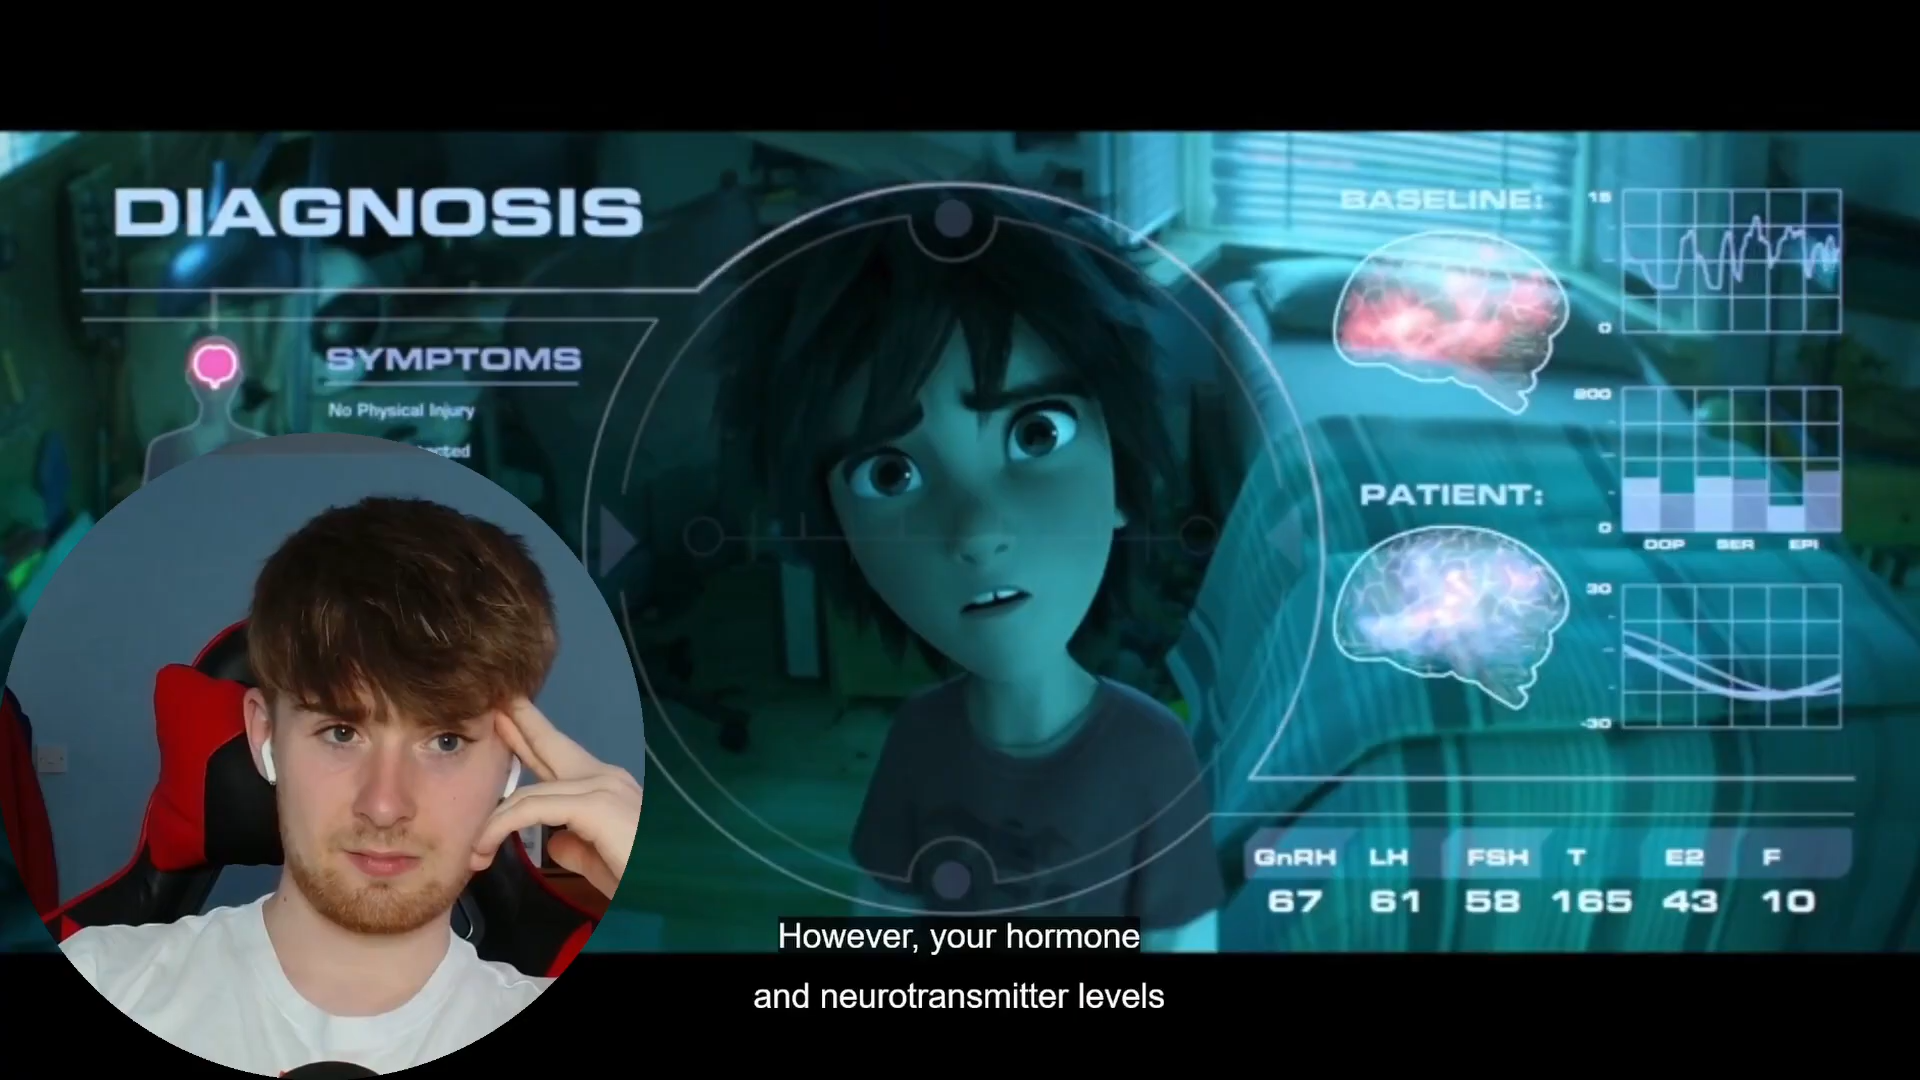 DIAGNOSIS
SYMPTOMS
No Physical Injury
BASELINE:
15
0
200
0
DOP SER EPI
PATIENT:
30
-30
GnRH LH FSH T E2 F
67 61 58 165 43 10
However, your hormone
and neurotransmitter levels